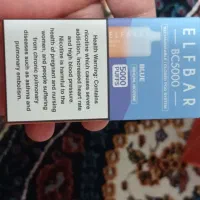 ELFBAR
BC5000
BLUE
5000
PUFFS
Health Warning: Contains
nicotine which causes severe
addiction, increased heart rate
and high blood pressure.
Nicotine is harmful to the
health of pregnant and nursing
women, and people suffering
from chronic pulmonary
diseases such as asthma and
pulmonary embolism.